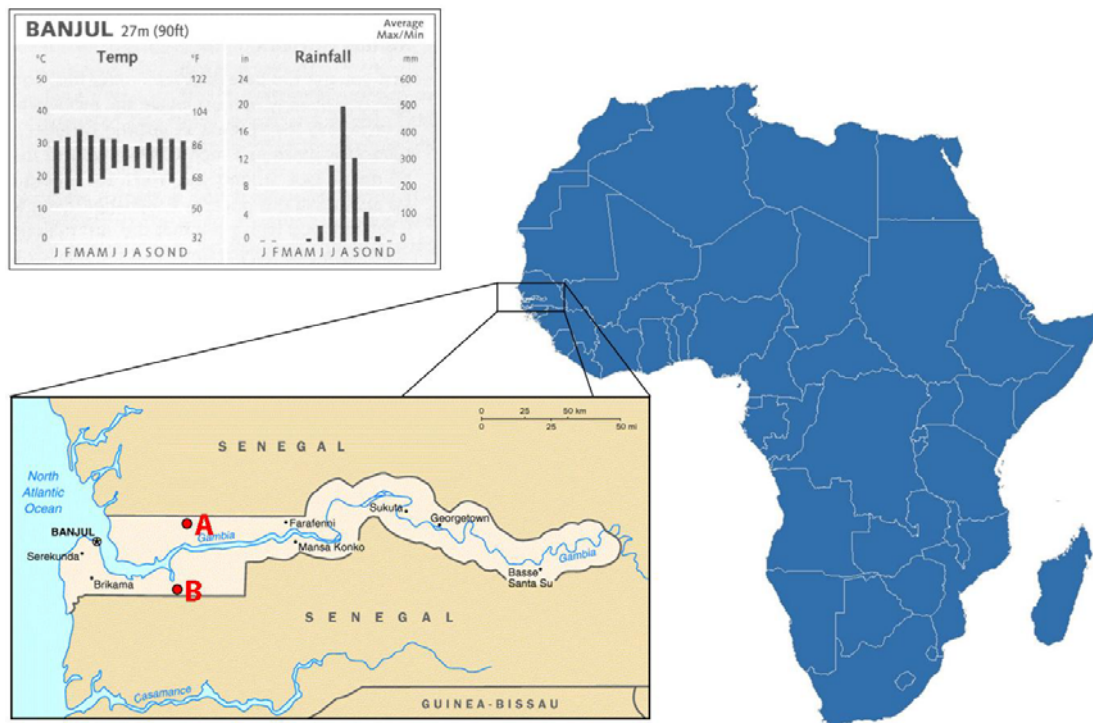 BANJUL 27m (90ft)
Average
Max/Min
Temp
Rainfall
°C
°F
in
mm
50
122
24
600
40
104
20
500
16
400
30
86
12
300
20
68
8
200
10
50
4
100
0
32
0
0
J F M A M J J A S O N D
J F M A M J J A S O N D
0 25 50 km
0 25 50 mi
SENEGAL
North
Atlantic
Ocean
A
Farafenni
Sukuta
Georgetown
BANJUL
Gambia
Serekunda
Mansa Konko
Gambia
Brikama
B
Basse
Santa Su
SENEGAL
Casamance
GUINEA-BISSAU